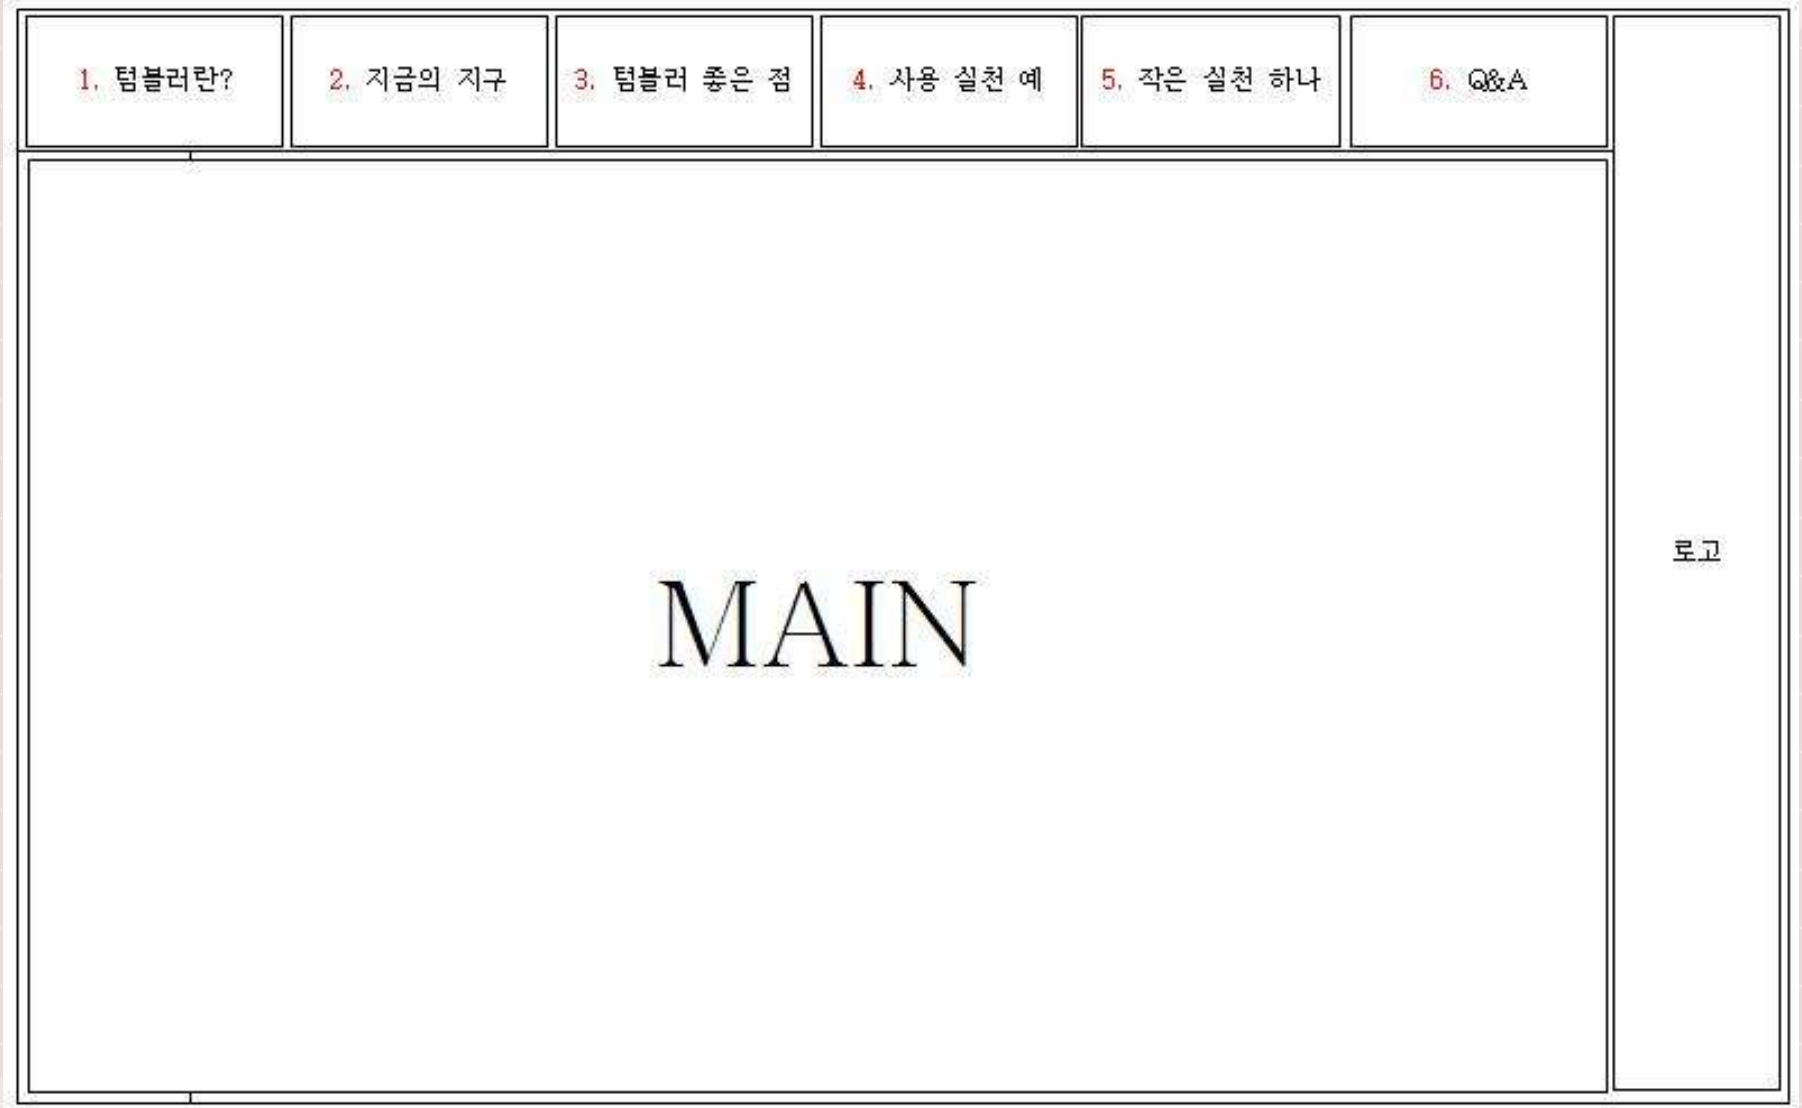 1. 텀블러란?
2. 지금의 지구
3. 텀블러 좋은 점
4. 사용 실천 예
5. 작은 실천 하나
6. Q&A
로고
MAIN